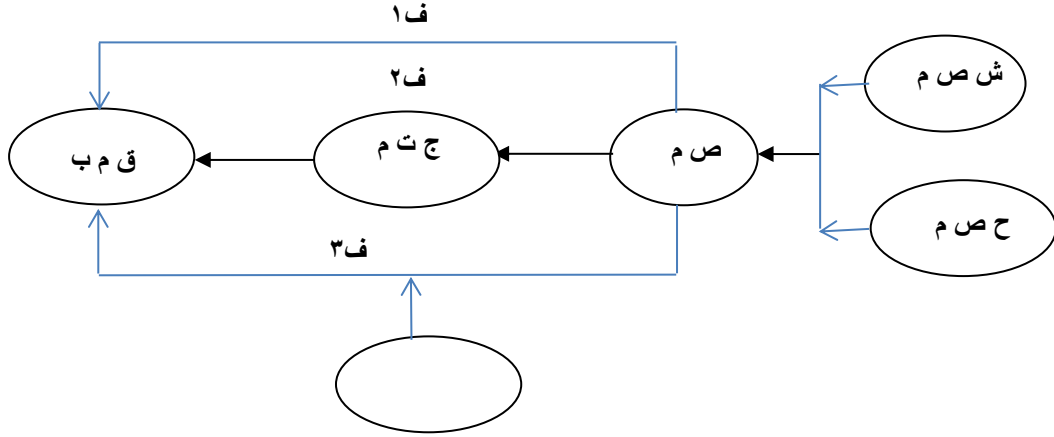 ف١
ف٢
ش ص م
ص م
ج ت م
ق م ب
ح ص م
ف٣